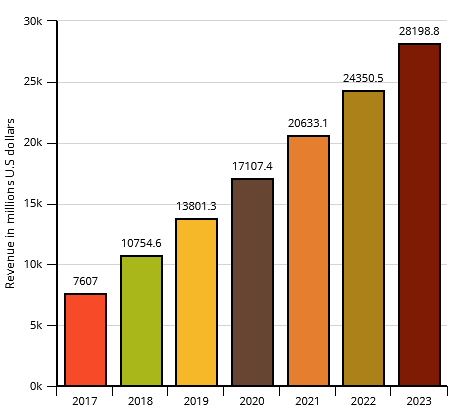 30k
28198.8
25k
24350.5
20633.1
20k
17107.4
15k
13801.3
10754.6
10k
7607
5k
0k
Revenue in millions U.S dollars
2017 2018 2019 2020 2021 2022 2023